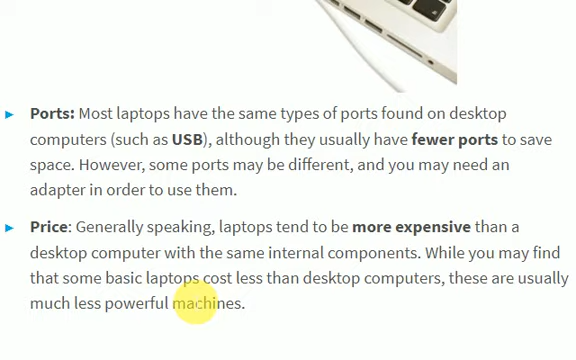 Ports: Most laptops have the same types of ports found on desktop
computers (such as USB), although they usually have fewer ports to save
space. However, some ports may be different, and you may need an
adapter in order to use them.
Price: Generally speaking, laptops tend to be more expensive than a
desktop computer with the same internal components. While you may find
that some basic laptops cost less than desktop computers, these are usually
much less powerful machines.